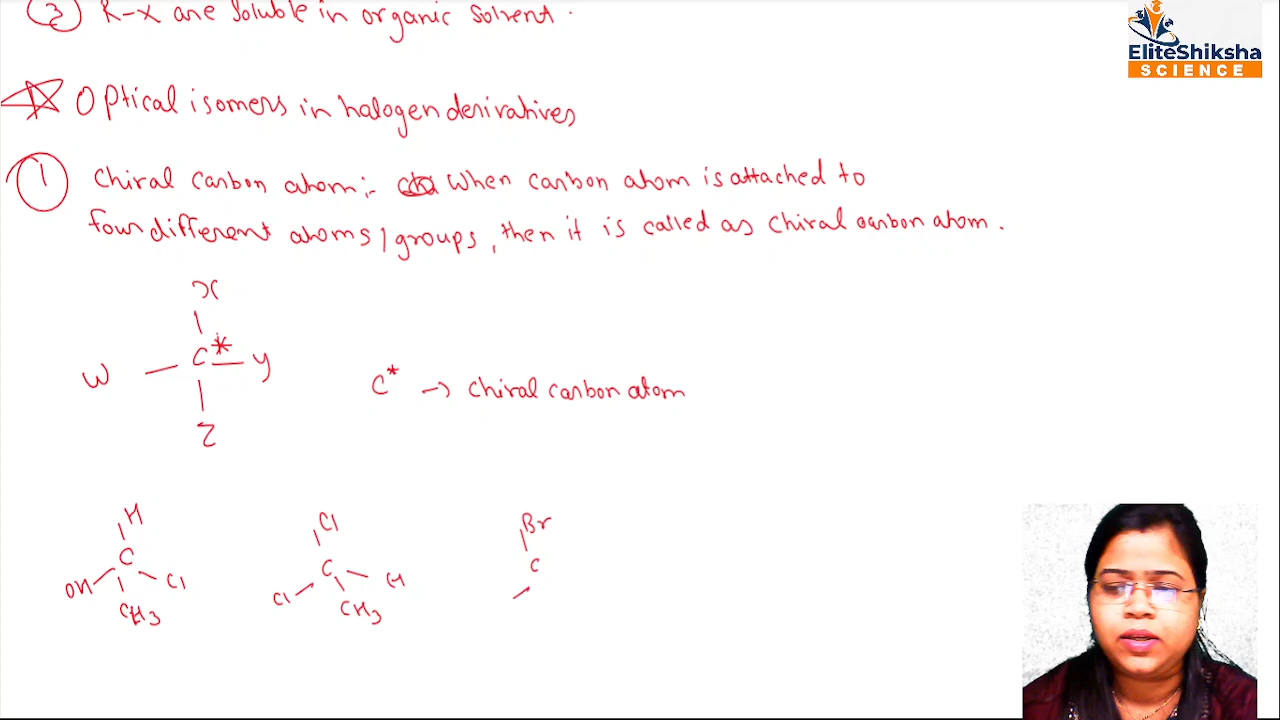 3 R-X are soluble in organic solvent.
EliteShiksha
SCIENCE
Optical isomers in halogen derivatives
1 Chiral carbon atom:- When carbon atom is attached to
four different atoms/groups, then it is called as chiral carbon atom.
X
W C* Y
Z
C* → chiral carbon atom
H Cl Br
C C C
OH Cl Cl H
CH3 CH3